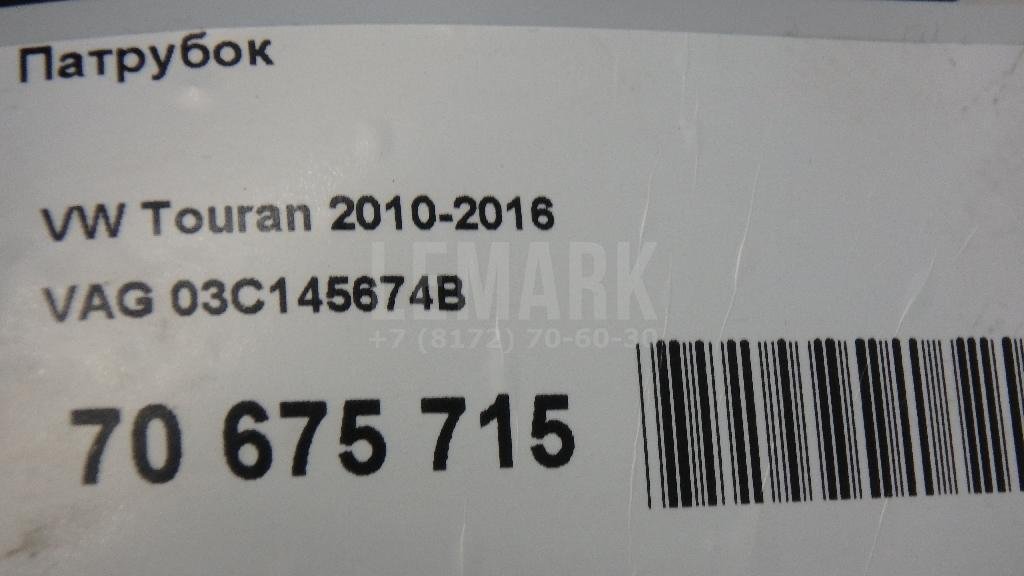 Патрубок
VW Touran 2010-2016
LEMARK
VAG 03C145674B
+7 (8172) 70-60-30
70 675 715